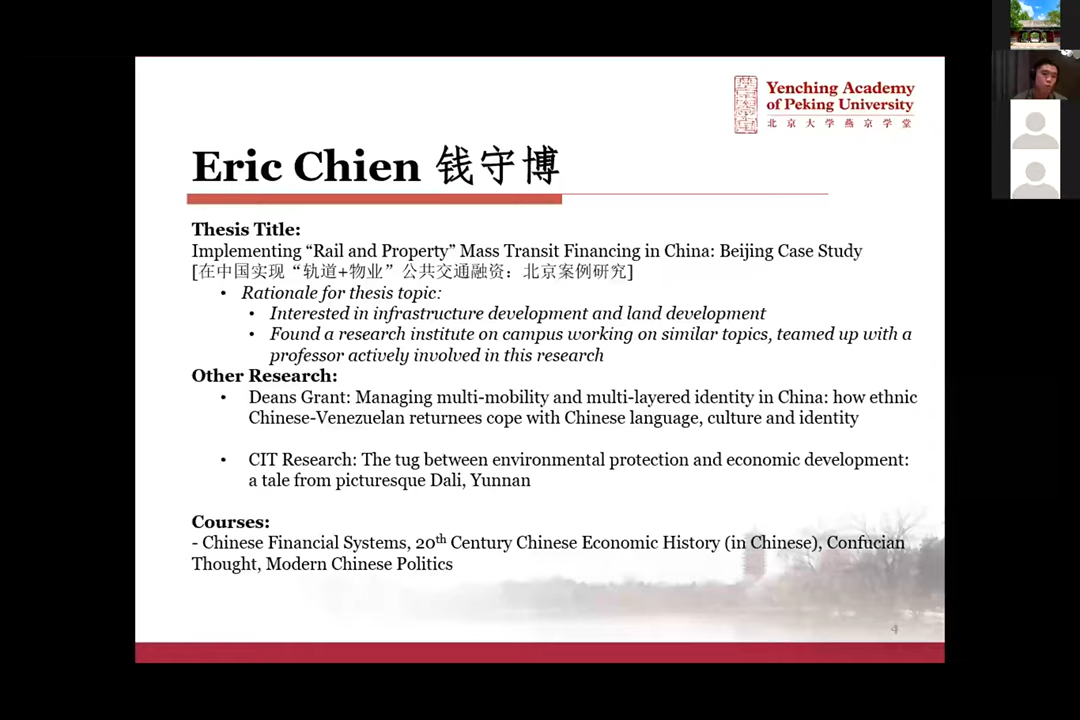 Yenching Academy
of Peking University
北京大学燕京学堂
Eric Chien 钱守博
Thesis Title:
Implementing “Rail and Property” Mass Transit Financing in China: Beijing Case Study
[在中国实现“轨道+物业”公共交通融资：北京案例研究]
• Rationale for thesis topic:
• Interested in infrastructure development and land development
• Found a research institute on campus working on similar topics, teamed up with a
professor actively involved in this research
Other Research:
• Deans Grant: Managing multi-mobility and multi-layered identity in China: how ethnic
Chinese-Venezuelan returnees cope with Chinese language, culture and identity
• CIT Research: The tug between environmental protection and economic development:
a tale from picturesque Dali, Yunnan
Courses:
- Chinese Financial Systems, 20th Century Chinese Economic History (in Chinese), Confucian
Thought, Modern Chinese Politics
4